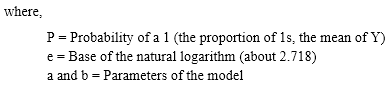 where,
P = Probability of a 1 (the proportion of 1s, the mean of Y)
e = Base of the natural logarithm (about 2.718)
a and b = Parameters of the model